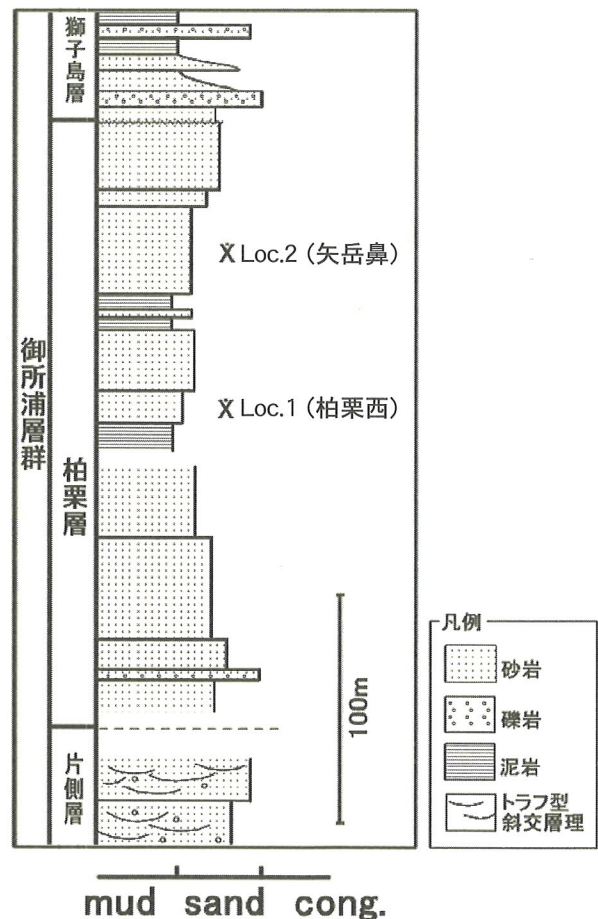 御所浦層群
獅子島層
柏栗層
片側層
X Loc.2（矢岳鼻）
X Loc.1（柏栗西）
100m
凡例
砂岩
礫岩
泥岩
トラフ型
斜交層理
mud sand cong.